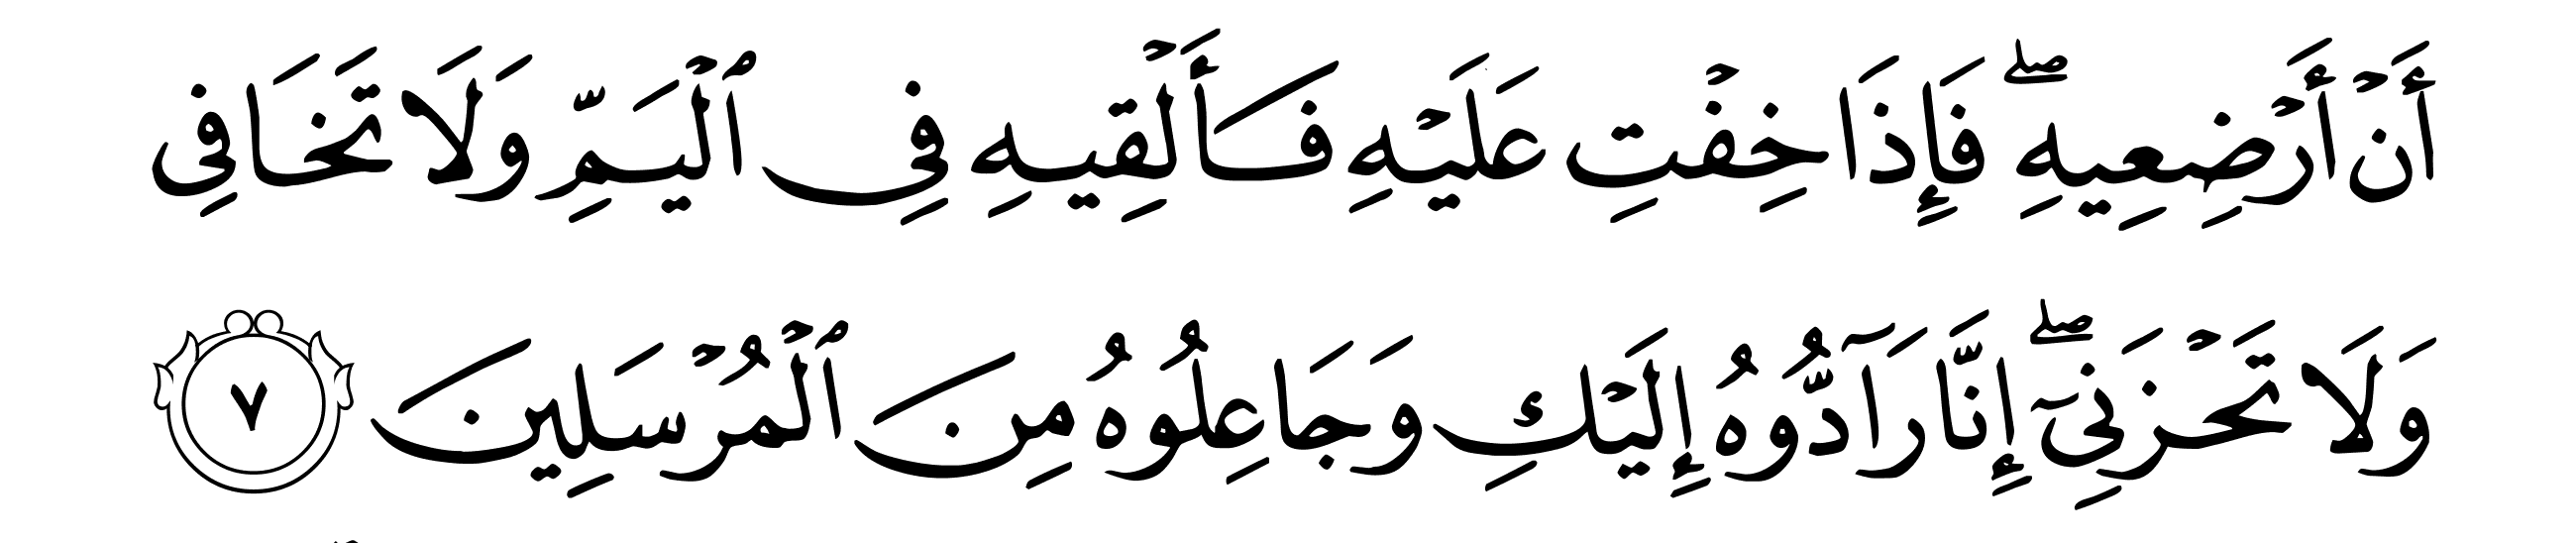 أَنۡ أَرۡضِعِيهِۖ فَإِذَا خِفۡتِ عَلَيۡهِ فَأَلۡقِيهِ فِي ٱلۡيَمِّ وَلَا تَخَافِي
وَلَا تَحۡزَنِيٓۖ إِنَّا رَآدُّوهُ إِلَيۡكِ وَجَاعِلُوهُ مِنَ ٱلۡمُرۡسَلِينَ ٧